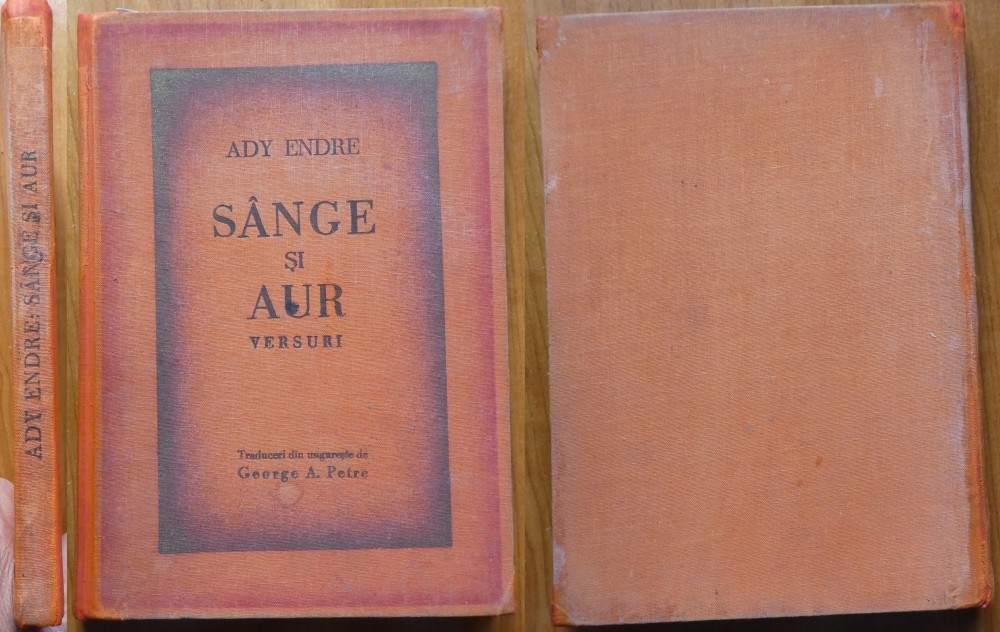 ADY ENDRE: SÂNGE ȘI AUR
ADY ENDRE
SÂNGE
ȘI
AUR
VERSURI
Traduceri din ungurește de
George A. Petre